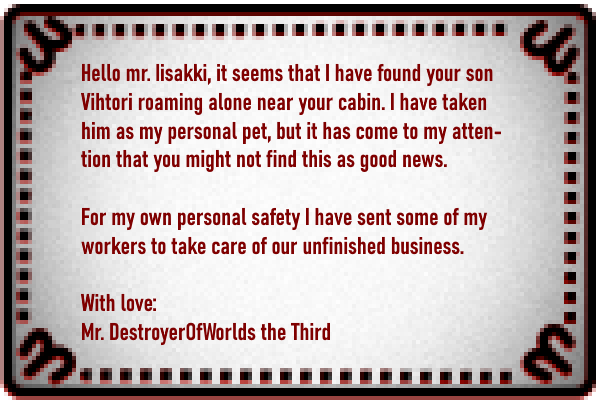 Hello mr. Iisakki, it seems that I have found your son
Vihtori roaming alone near your cabin. I have taken
him as my personal pet, but it has come to my atten-
tion that you might not find this as good news.
For my own personal safety I have sent some of my
workers to take care of our unfinished business.
With love:
Mr. DestroyerOfWorlds the Third